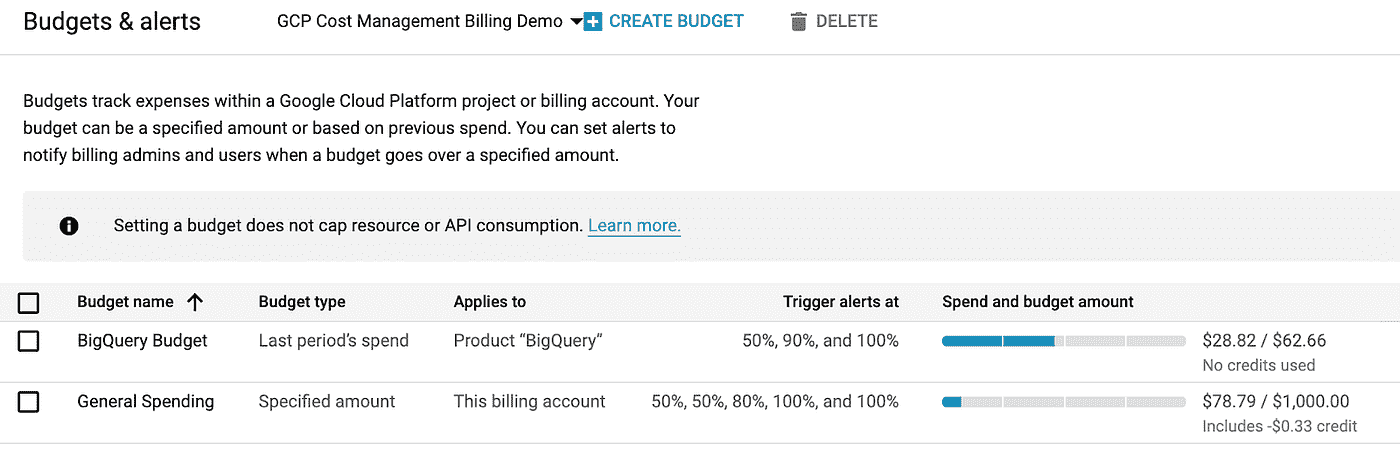 Budgets & alerts GCP Cost Management Billing Demo CREATE BUDGET DELETE
Budgets track expenses within a Google Cloud Platform project or billing account. Your
budget can be a specified amount or based on previous spend. You can set alerts to
notify billing admins and users when a budget goes over a specified amount.
Setting a budget does not cap resource or API consumption. Learn more.
Budget name Budget type Applies to Trigger alerts at Spend and budget amount
BigQuery Budget Last period’s spend Product “BigQuery” 50%, 90%, and 100% $28.82 / $62.66
No credits used
General Spending Specified amount This billing account 50%, 50%, 80%, 100%, and 100% $78.79 / $1,000.00
Includes -$0.33 credit